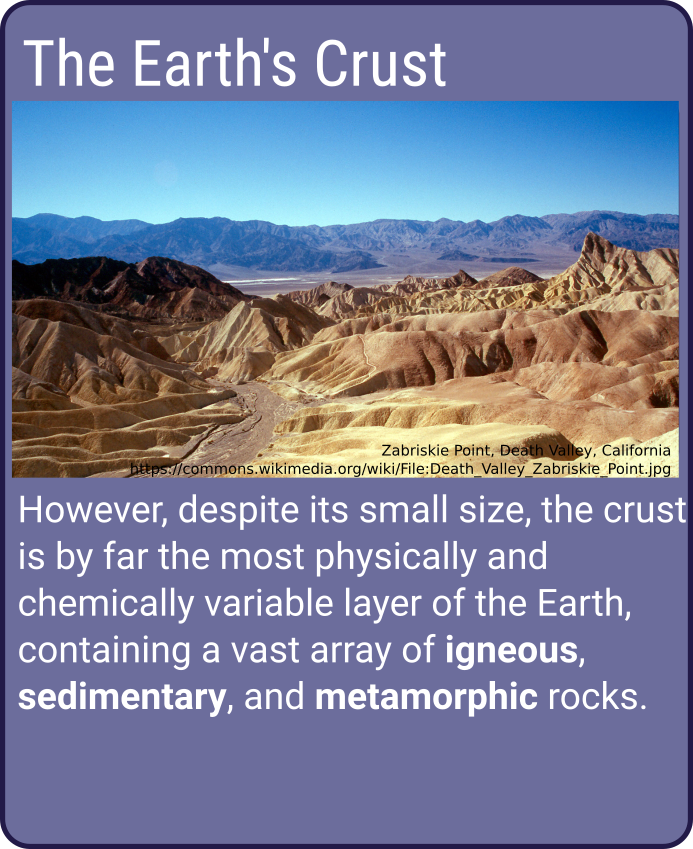 The Earth's Crust
Zabriskie Point, Death Valley, California
https://commons.wikimedia.org/wiki/File:Death_Valley_Zabriskie_Point.jpg
However, despite its small size, the crust
is by far the most physically and
chemically variable layer of the Earth,
containing a vast array of igneous,
sedimentary, and metamorphic rocks.